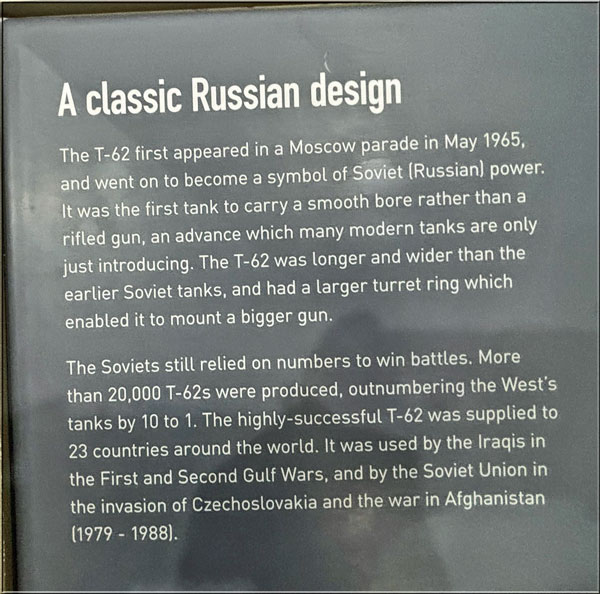 A classic Russian design
The T-62 first appeared in a Moscow parade in May 1965,
and went on to become a symbol of Soviet (Russian) power.
It was the first tank to carry a smooth bore rather than a
rifled gun, an advance which many modern tanks are only
just introducing. The T-62 was longer and wider than the
earlier Soviet tanks, and had a larger turret ring which
enabled it to mount a bigger gun.
The Soviets still relied on numbers to win battles. More
than 20,000 T-62s were produced, outnumbering the West's
tanks by 10 to 1. The highly-successful T-62 was supplied to
23 countries around the world. It was used by the Iraqis in
the First and Second Gulf Wars, and by the Soviet Union in
the invasion of Czechoslovakia and the war in Afghanistan
(1979 - 1988).